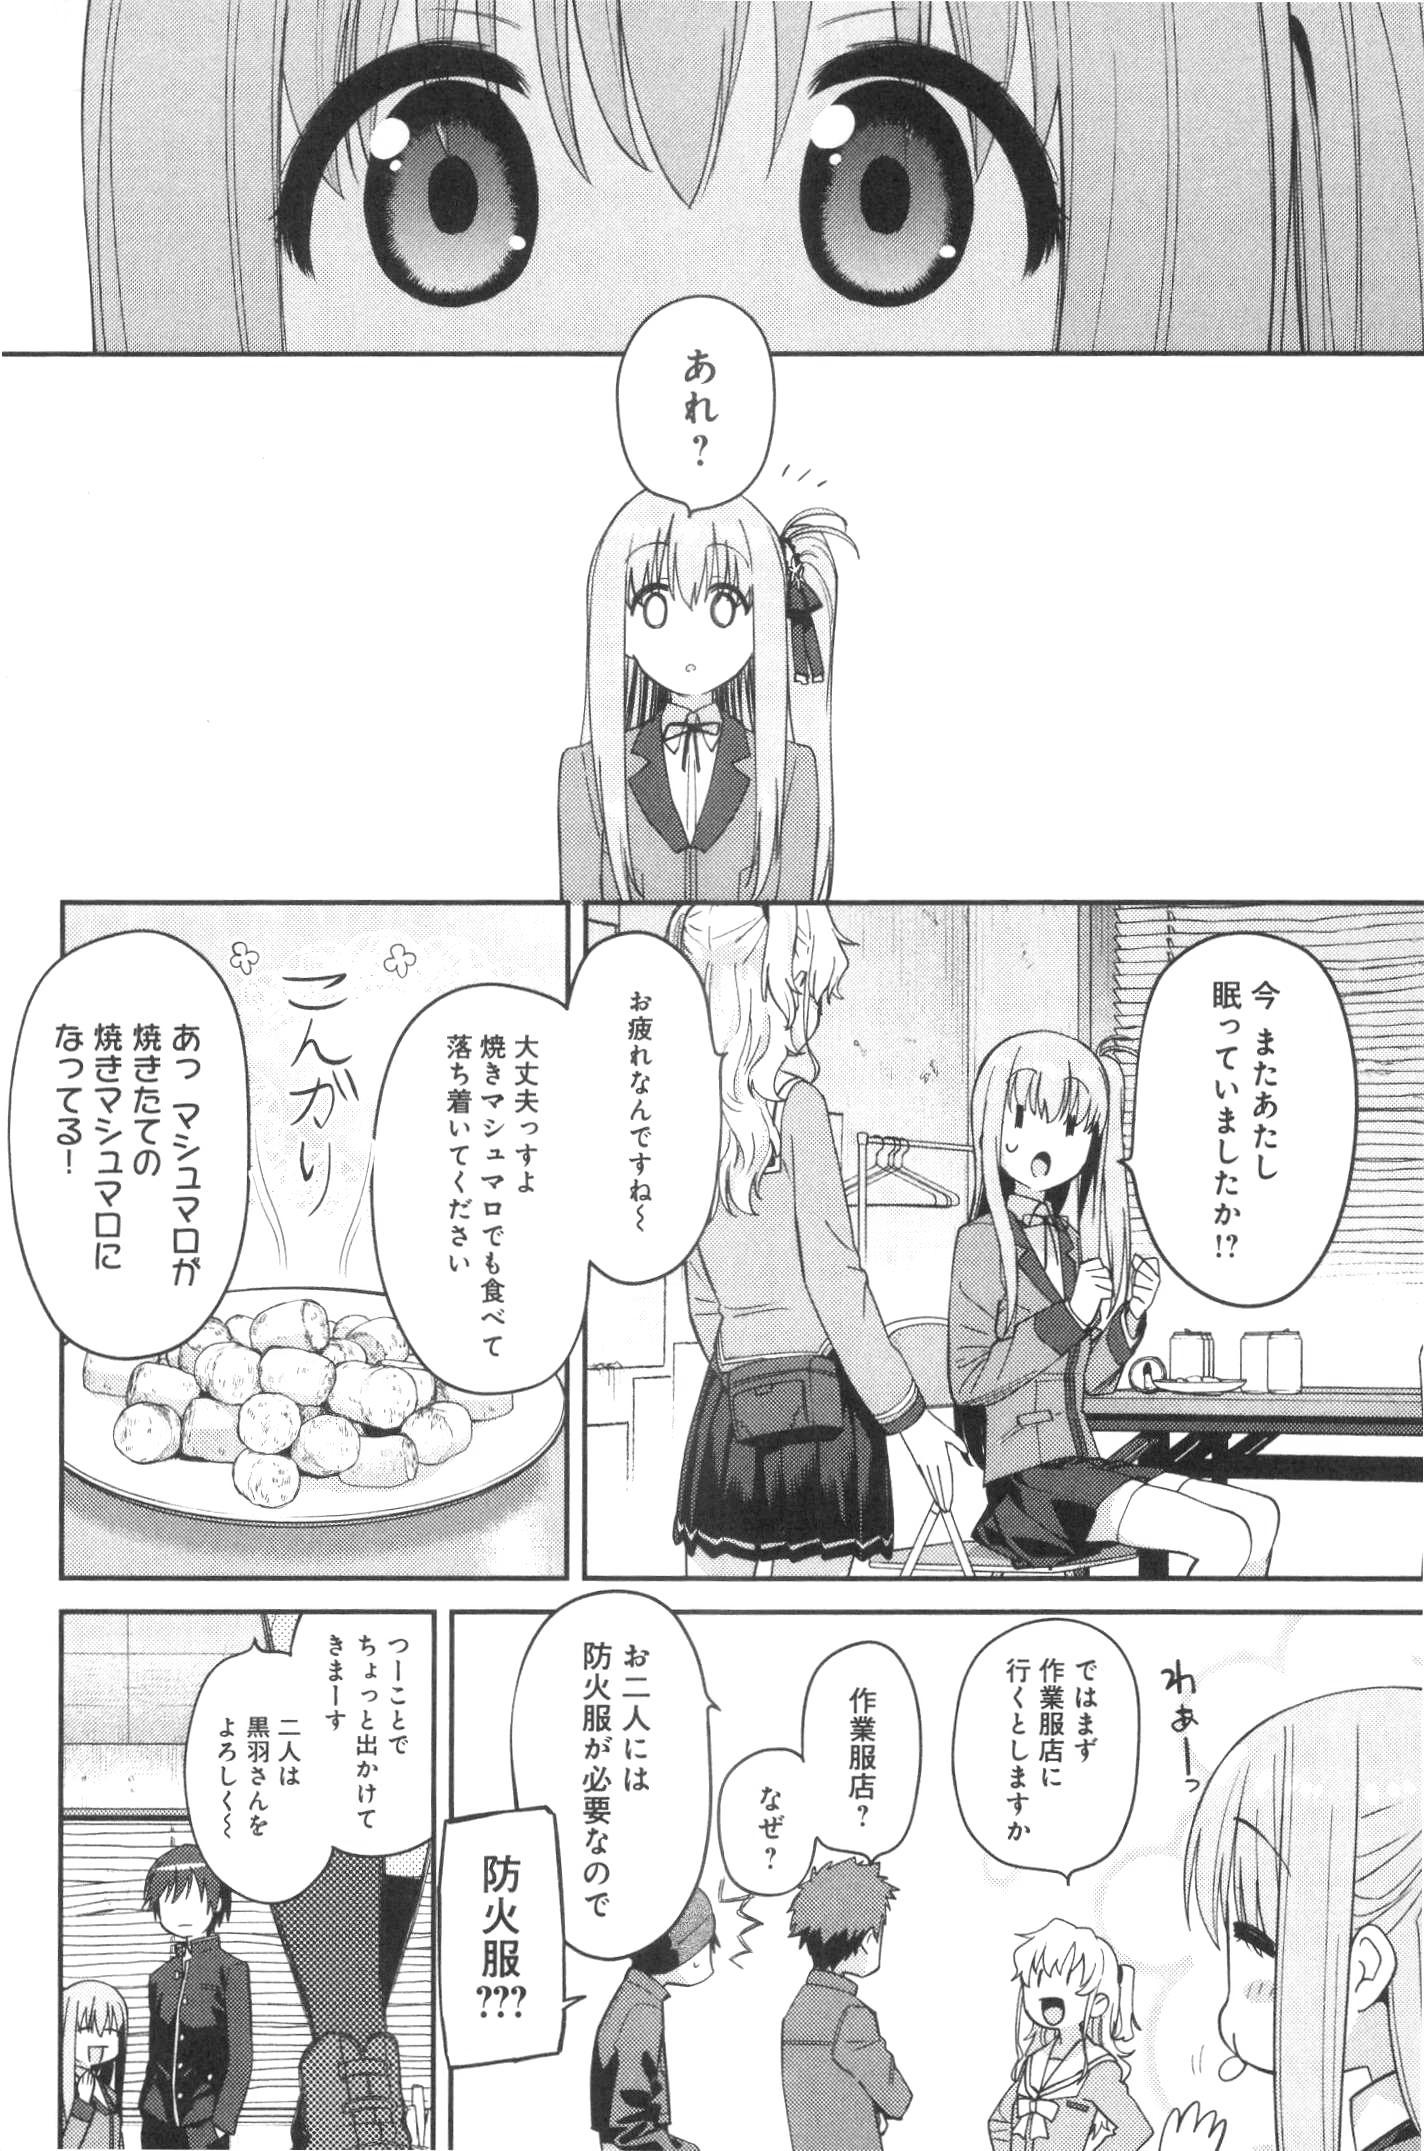 あれ？
今 またあたし
眠っていましたか!?
お疲れなんですね〜
大丈夫っすよ
焼きマシュマロでも食べて
落ち着いてください
こんがり
あっ マシュマロが
焼きたての
焼きマシュマロに
なってる！
わぁーっ
ではまず
作業服店に
行くとしますか
作業服店？
なぜ？
お二人には
防火服が必要なので
防火服
???
つーことで
ちょっと出かけて
きまーす
二人は
黒羽さんを
よろしく〜